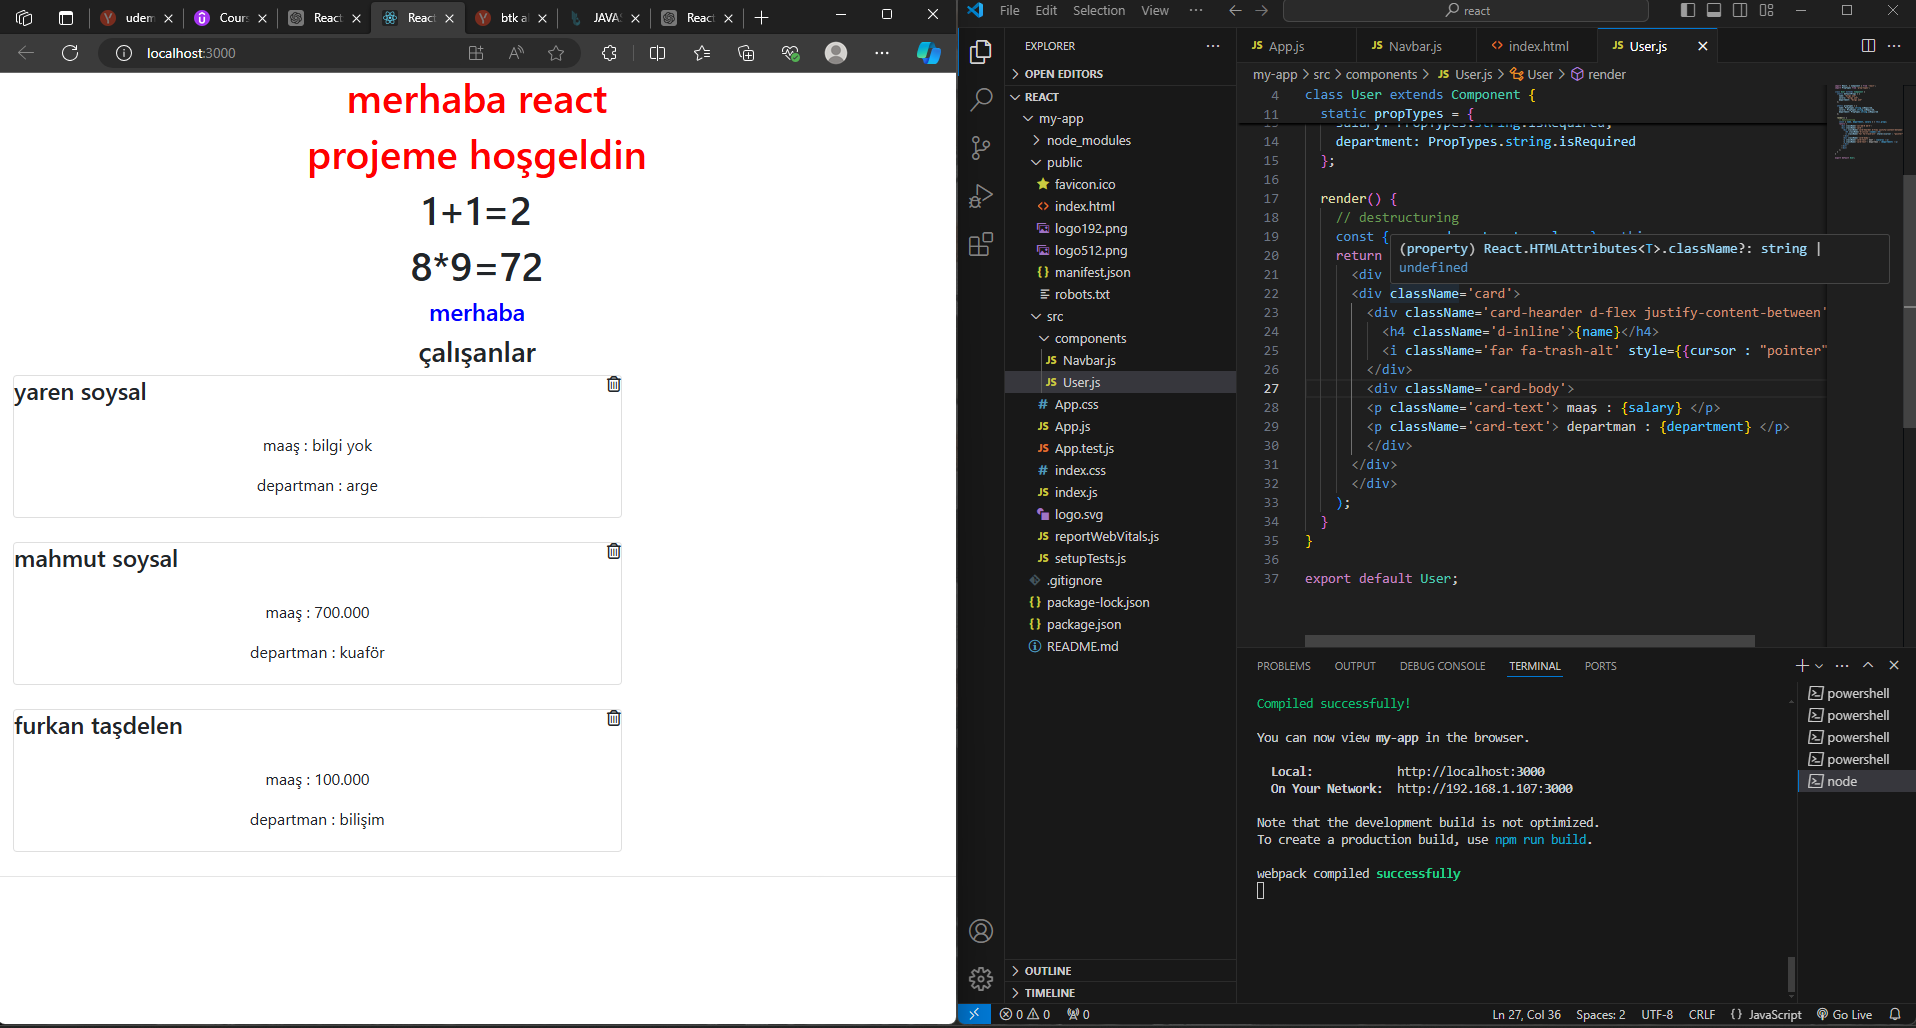 udem
Cours
React
React
btk al
JAVAS
React
localhost:3000
merhaba react
projeme hoşgeldin
1+1=2
8*9=72
merhaba
çalışanlar
yaren soysal
maaş : bilgi yok
departman : arge
mahmut soysal
maaş : 700.000
departman : kuaför
furkan taşdelen
maaş : 100.000
departman : bilişim
File Edit Selection View ···
react
EXPLORER
OPEN EDITORS
REACT
my-app
node_modules
public
favicon.ico
index.html
logo192.png
logo512.png
manifest.json
robots.txt
src
components
Navbar.js
User.js
App.css
App.js
App.test.js
index.css
index.js
logo.svg
reportWebVitals.js
setupTests.js
.gitignore
package-lock.json
package.json
README.md
OUTLINE
TIMELINE
JS App.js
JS Navbar.js
<> index.html
JS User.js
my-app > src > components > JS User.js > User > render
4 class User extends Component {
11 static propTypes = {
14 department: PropTypes.string.isRequired
15 };
16
17 render() {
18 // destructuring
19 const {
20 return
(property) React.HTMLAttributes<T>.className?: string |
undefined
21 <div
22 <div className='card'>
23 <div className='card-hearder d-flex justify-content-between'
24 <h4 className='d-inline'>{name}</h4>
25 <i className='far fa-trash-alt' style={{cursor : "pointer"
26 </div>
27 <div className='card-body'>
28 <p className='card-text'> maaş : {salary} </p>
29 <p className='card-text'> departman : {department} </p>
30 </div>
31 </div>
32 </div>
33 );
34 }
35 }
36
37 export default User;
PROBLEMS OUTPUT DEBUG CONSOLE TERMINAL PORTS
Compiled successfully!
You can now view my-app in the browser.
Local: http://localhost:3000
On Your Network: http://192.168.1.107:3000
Note that the development build is not optimized.
To create a production build, use npm run build.
webpack compiled successfully
powershell
powershell
powershell
powershell
node
0 0 0
Ln 27, Col 36 Spaces: 2 UTF-8 CRLF {} JavaScript Go Live